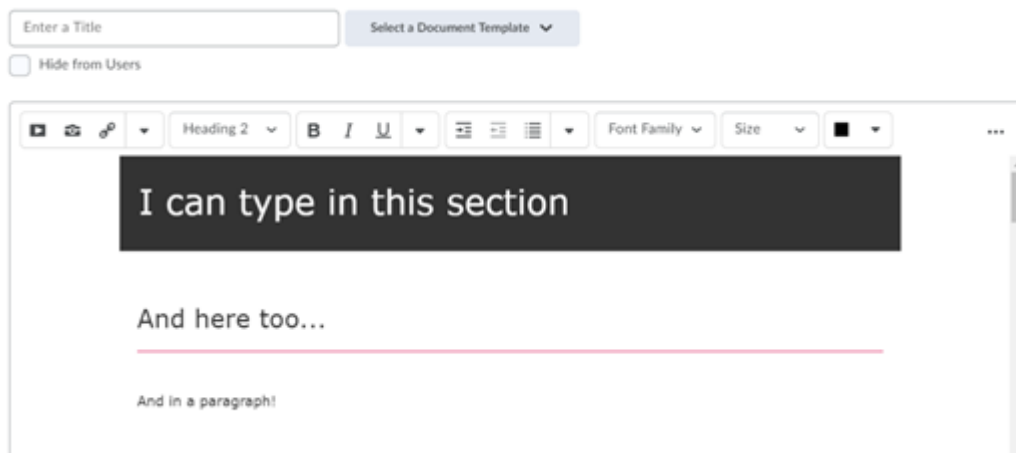 Enter a Title
Select a Document Template
Hide from Users
Heading 2 B I U Font Family Size
I can type in this section
And here too...
And in a paragraph!